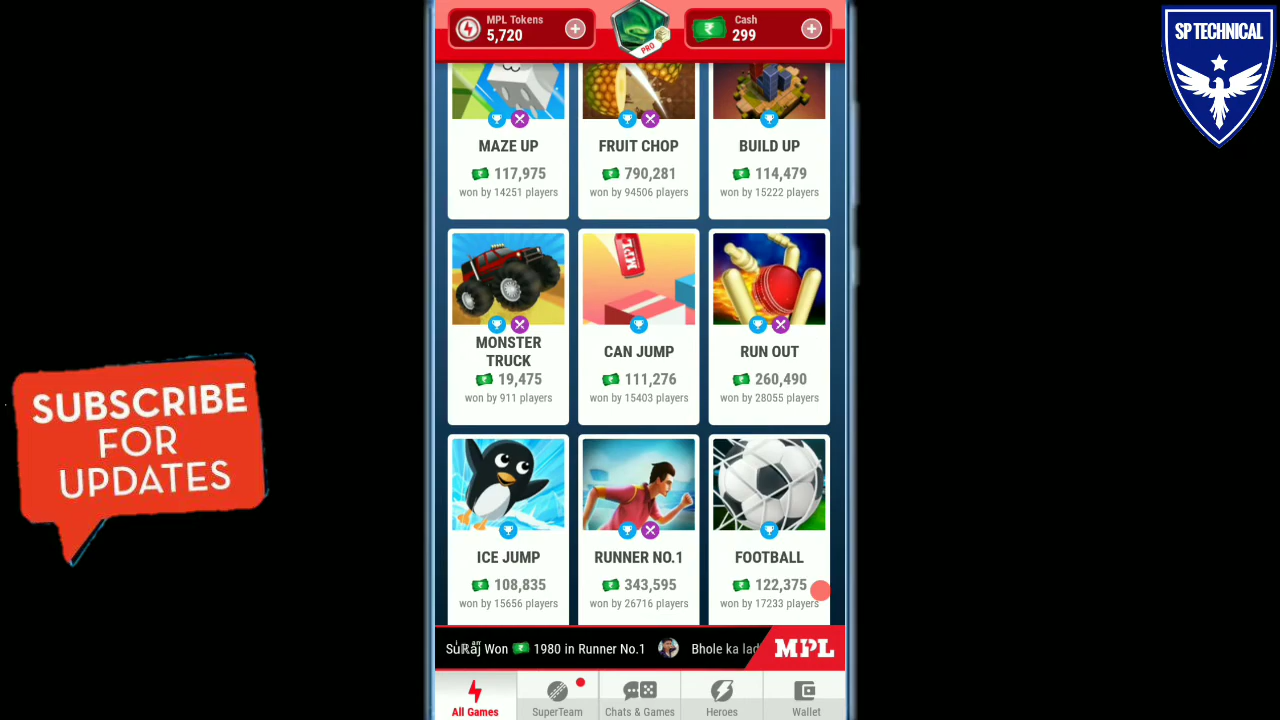 MPL Tokens
5,720
PRO
Cash
299
SP TECHNICAL
MAZE UP
117,975
won by 14251 players
FRUIT CHOP
790,281
won by 94506 players
BUILD UP
114,479
won by 15222 players
MPL
MONSTER
TRUCK
19,475
won by 911 players
CAN JUMP
111,276
won by 15403 players
RUN OUT
260,490
won by 28055 players
SUBSCRIBE
FOR
UPDATES
ICE JUMP
108,835
won by 15656 players
RUNNER NO.1
343,595
won by 26716 players
FOOTBALL
122,375
won by 17233 players
Won 1980 in Runner No.1
Bhole ka lad
MPL
All Games
SuperTeam
Chats & Games
Heroes
Wallet